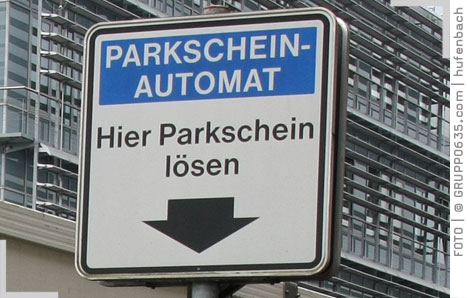 PARKSCHEIN-
AUTOMAT
Hier Parkschein
lösen
FOTO | © GRUPPO635.com | hufenbach